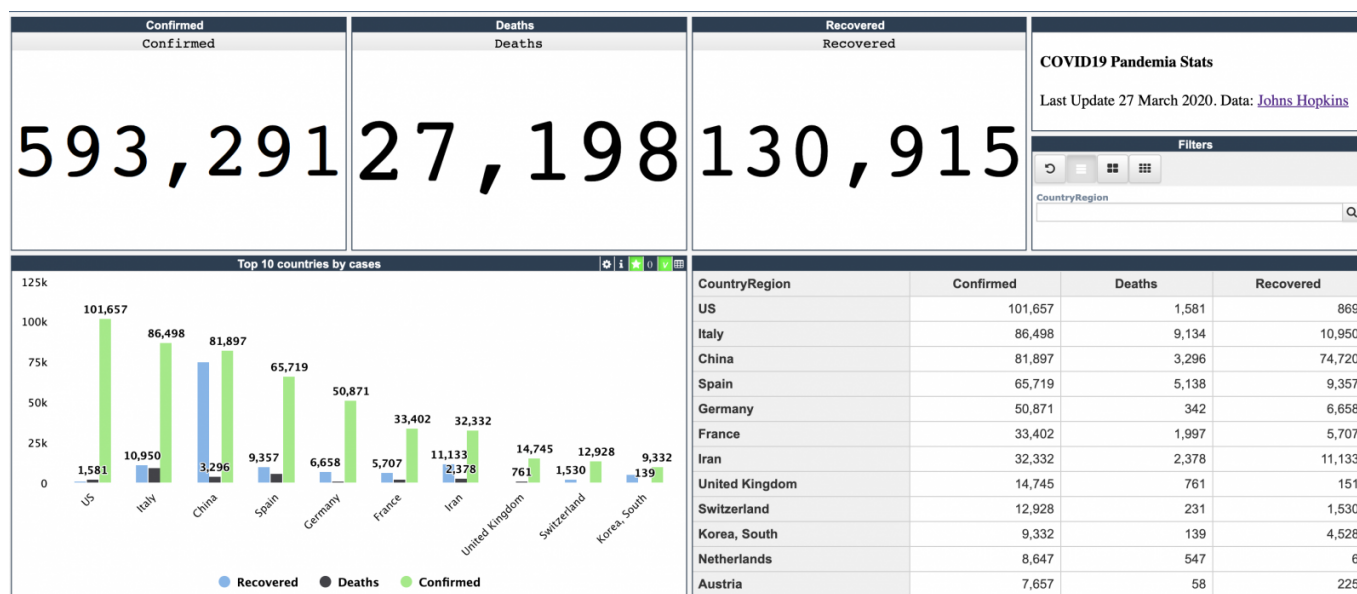 Confirmed
Confirmed
593,291
Deaths
Deaths
27,198
Recovered
Recovered
130,915
COVID19 Pandemia Stats
Last Update 27 March 2020. Data: Johns Hopkins
Filters
CountryRegion
Top 10 countries by cases
i 0 v
125k
100k
75k
50k
25k
0
101,657
86,498
81,897
65,719
50,871
33,402
32,332
14,745
12,928
9,332
1,581
10,950
3,296
9,357
6,658
5,707
11,133
2,378
761
1,530
139
US
Italy
China
Spain
Germany
France
Iran
United Kingdom
Switzerland
Korea, South
Recovered Deaths Confirmed
CountryRegion Confirmed Deaths Recovered
US 101,657 1,581 869
Italy 86,498 9,134 10,950
China 81,897 3,296 74,720
Spain 65,719 5,138 9,357
Germany 50,871 342 6,658
France 33,402 1,997 5,707
Iran 32,332 2,378 11,133
United Kingdom 14,745 761 151
Switzerland 12,928 231 1,530
Korea, South 9,332 139 4,528
Netherlands 8,647 547 6
Austria 7,657 58 225